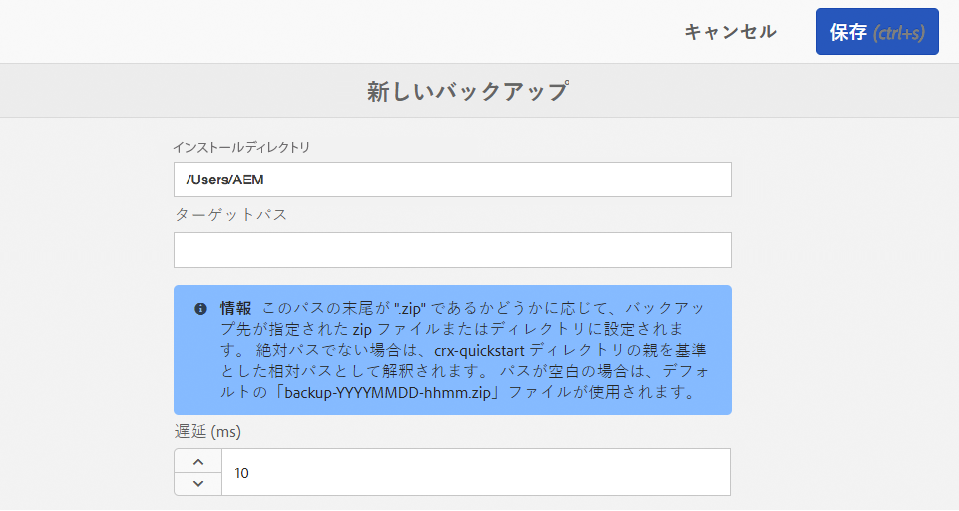 キャンセル
保存 (ctrl+s)
新しいバックアップ
インストールディレクトリ
/Users/AEM
ターゲットパス
情報 このパスの末尾が ".zip" であるかどうかに応じて、バックアッ
プ先が指定された zip ファイルまたはディレクトリに設定されま
す。 絶対パスでない場合は、crx-quickstart ディレクトリの親を基準
とした相対パスとして解釈されます。 パスが空白の場合は、デフォ
ルトの「backup-YYYYMMDD-hhmm.zip」ファイルが使用されます。
遅延 (ms)
10